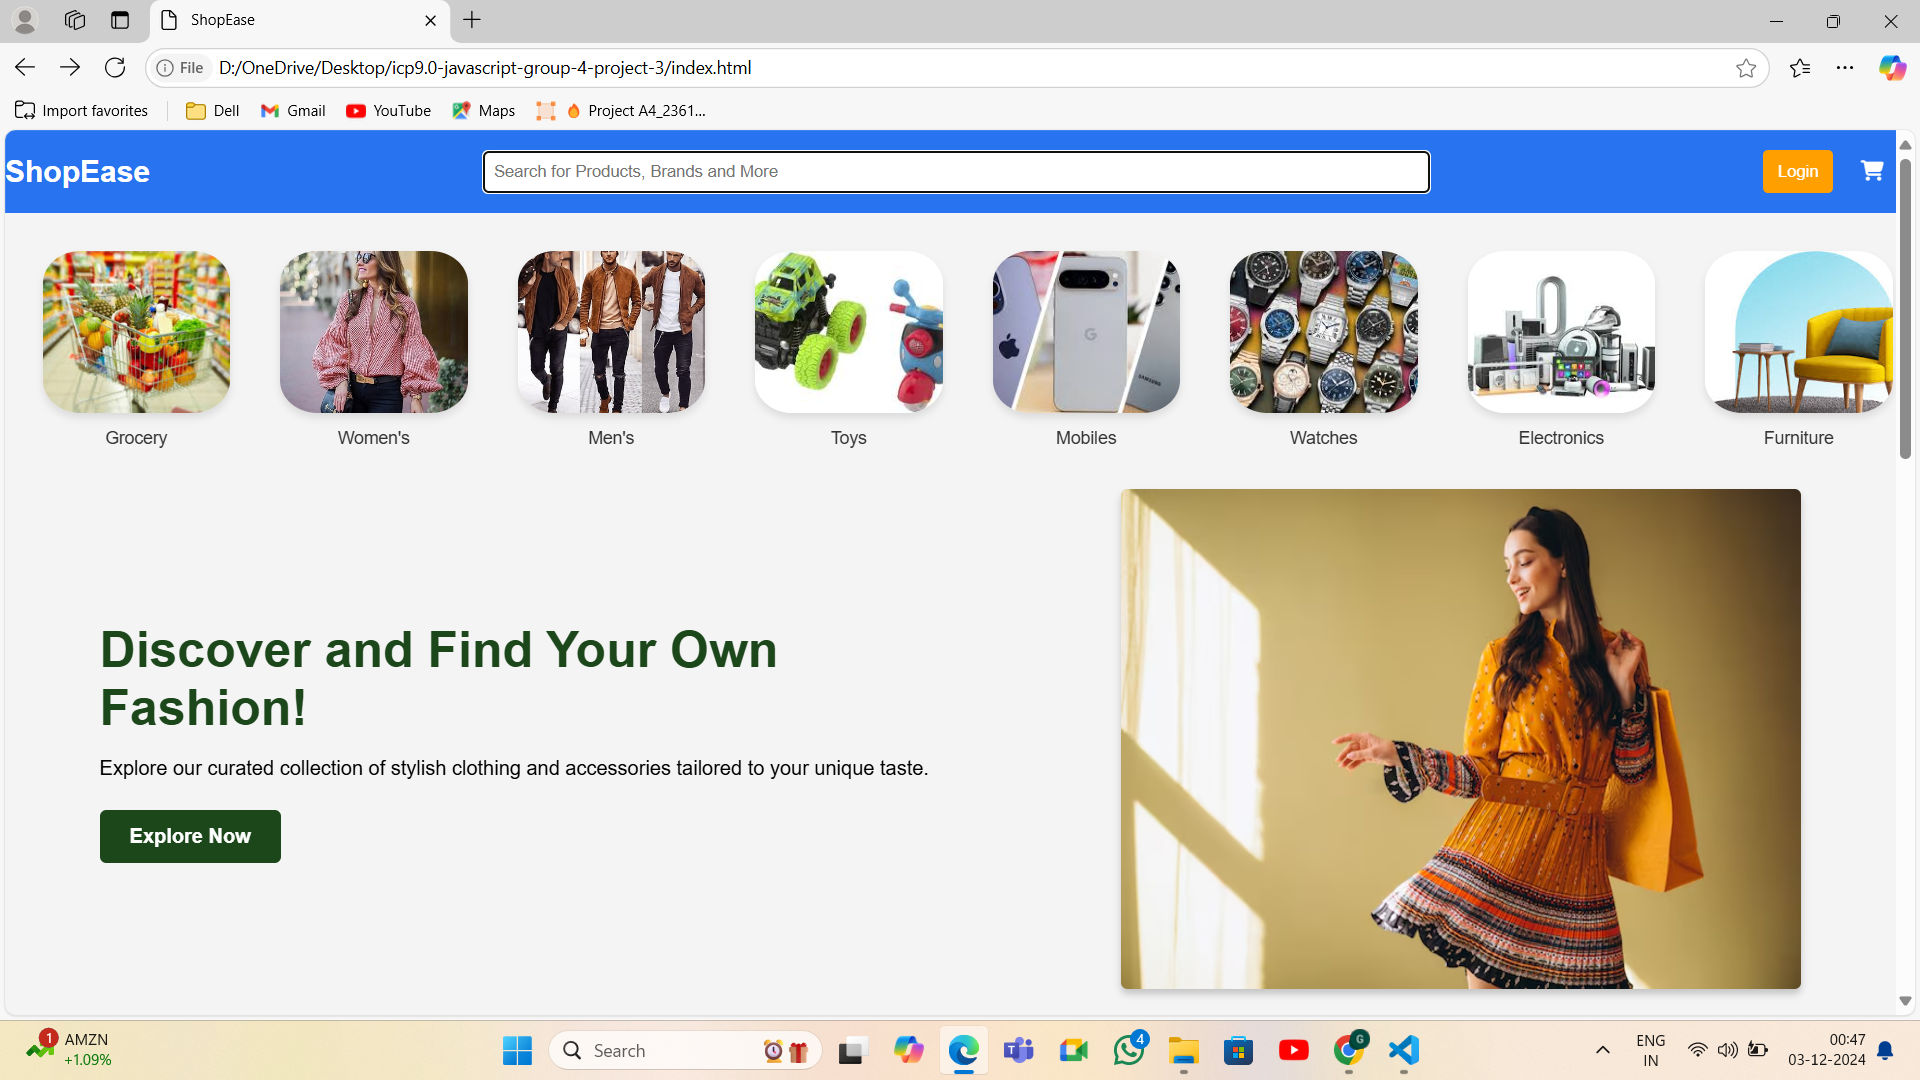 ShopEase
File D:/OneDrive/Desktop/icp9.0-javascript-group-4-project-3/index.html
Import favorites Dell Gmail YouTube Maps Project A4_2361...
ShopEase Search for Products, Brands and More Login
G
SAMSUNG
Grocery Women's Men's Toys Mobiles Watches Electronics Furniture
Discover and Find Your Own
Fashion!
Explore our curated collection of stylish clothing and accessories tailored to your unique taste.
Explore Now
1 AMZN
+1.09%
Search
4
G
ENG
IN
00:47
03-12-2024